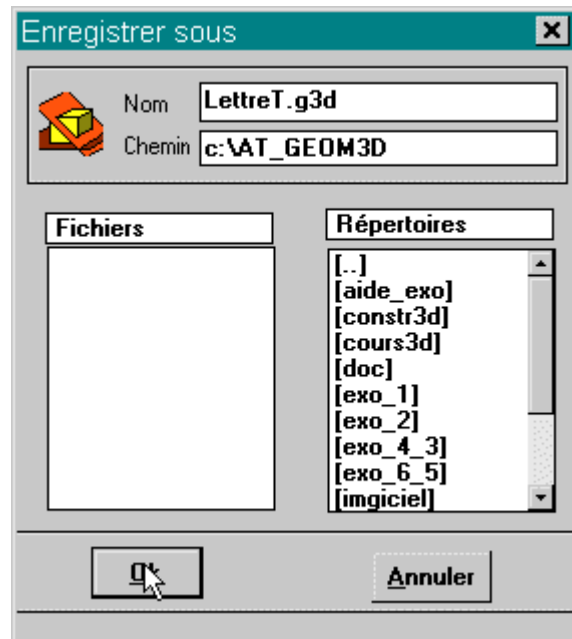 Enregistrer sous
Nom LettreT.g3d
Chemin c:\AT_GEOM3D
Fichiers
Répertoires
[..]
[aide_exo]
[constr3d]
[cours3d]
[doc]
[exo_1]
[exo_2]
[exo_4_3]
[exo_6_5]
[imgiciel]
Annuler